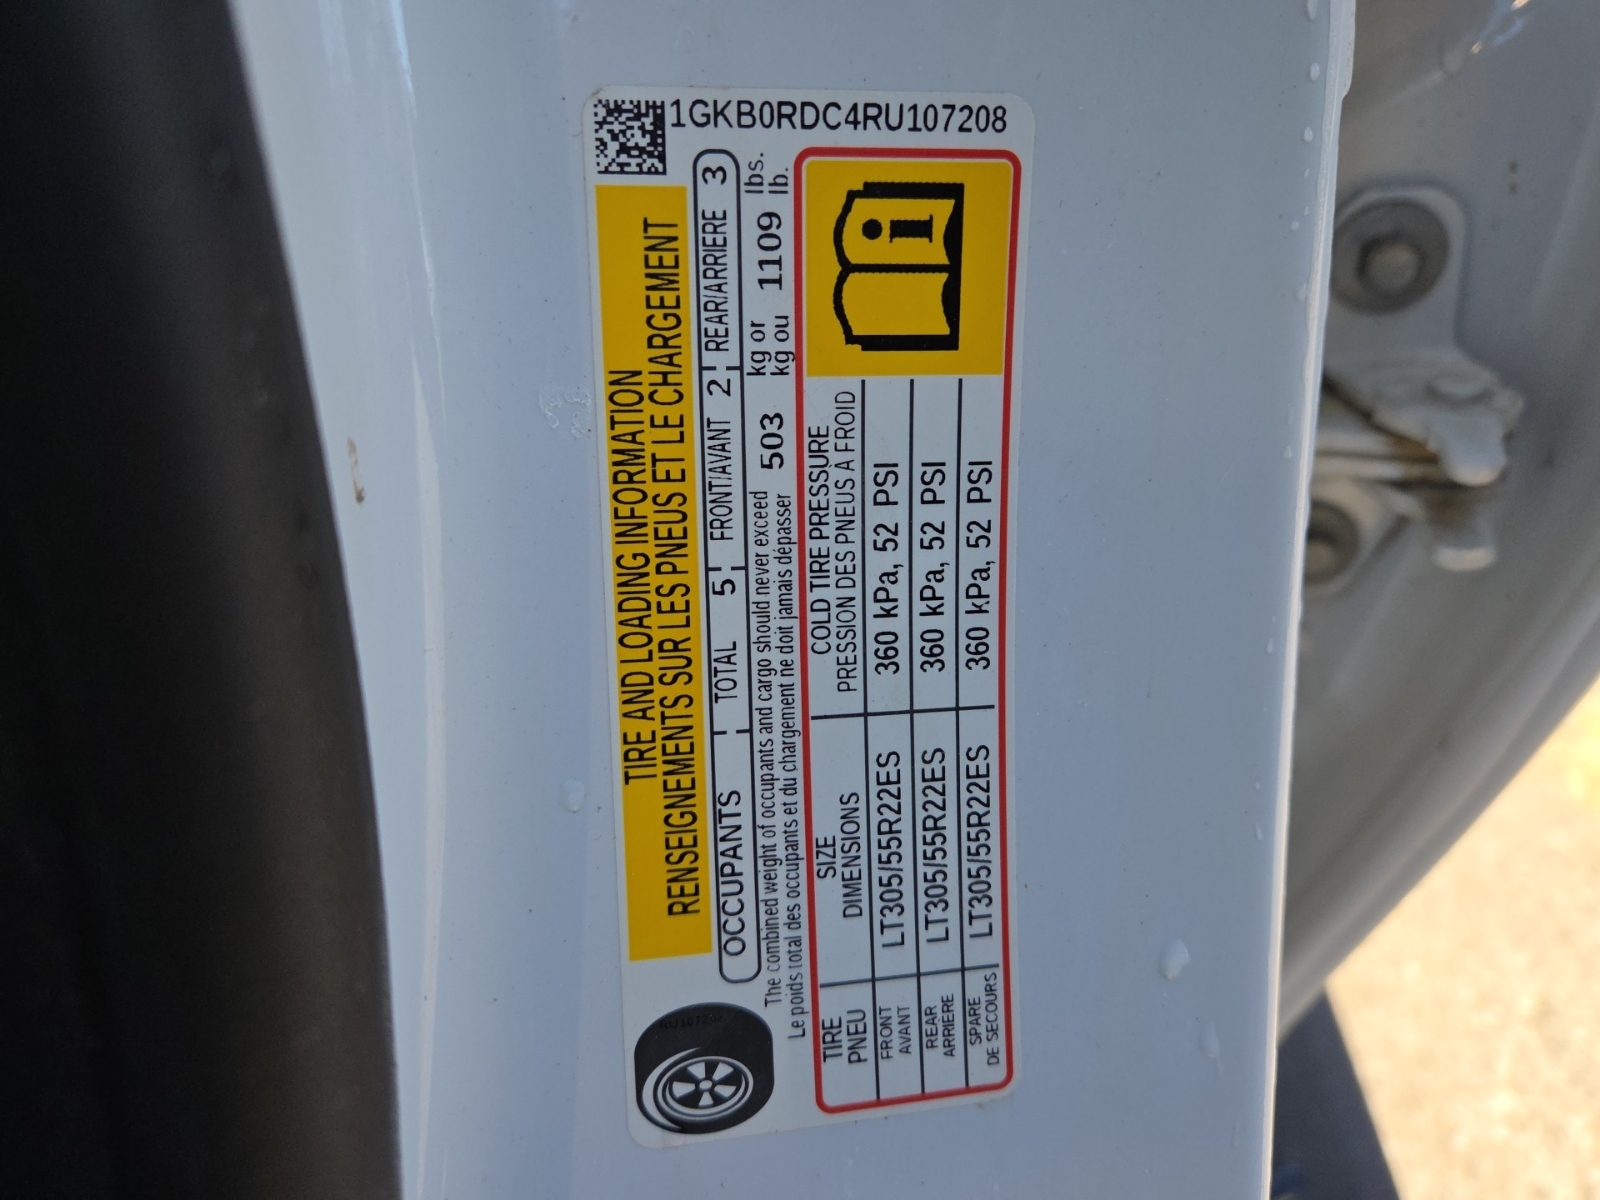 1GKB0RDC4RU107208
TIRE AND LOADING INFORMATION
RENSEIGNEMENTS SUR LES PNEUS ET LE CHARGEMENT
OCCUPANTS TOTAL 5 FRONT/AVANT 2 REAR/ARRIERE 3
The combined weight of occupants and cargo should never exceed 503 kg or 1109 lbs.
Le poids total des occupants et du chargement ne doit jamais dépasser 503 kg ou 1109 lb.
TIRE SIZE COLD TIRE PRESSURE
PNEU DIMENSIONS PRESSION DES PNEUS À FROID
FRONT
AVANT LT305/55R22ES 360 kPa, 52 PSI
REAR
ARRIERE LT305/55R22ES 360 kPa, 52 PSI
SPARE
DE SECOURS LT305/55R22ES 360 kPa, 52 PSI